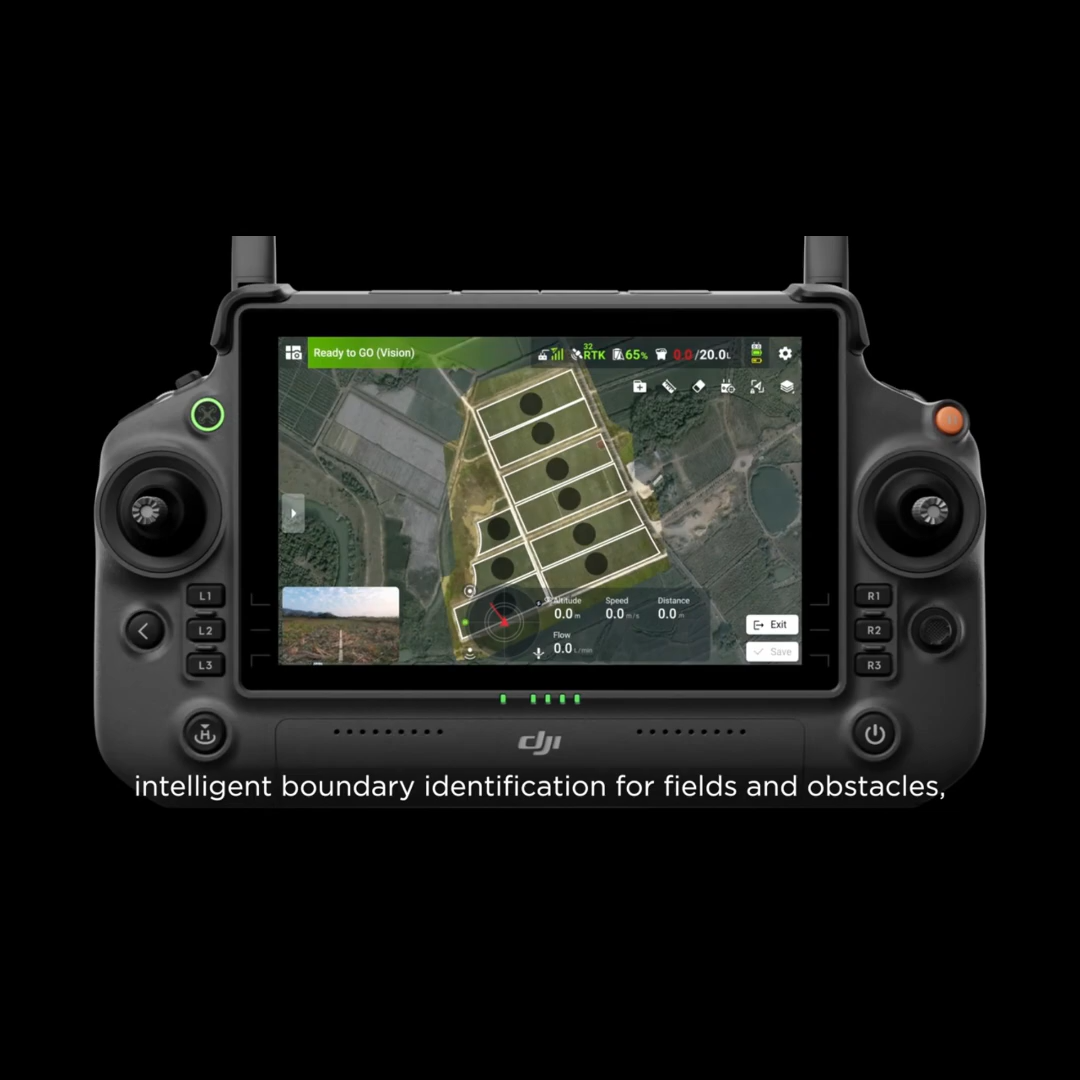 Ready to GO (Vision)
32
RTK
65%
0.0/20.0L
Altitude
0.0m
Speed
0.0m/s
Distance
0.0m
Flow
0.0L/min
Exit
Save
L1
L2
L3
R1
R2
R3
H
dji
intelligent boundary identification for fields and obstacles,